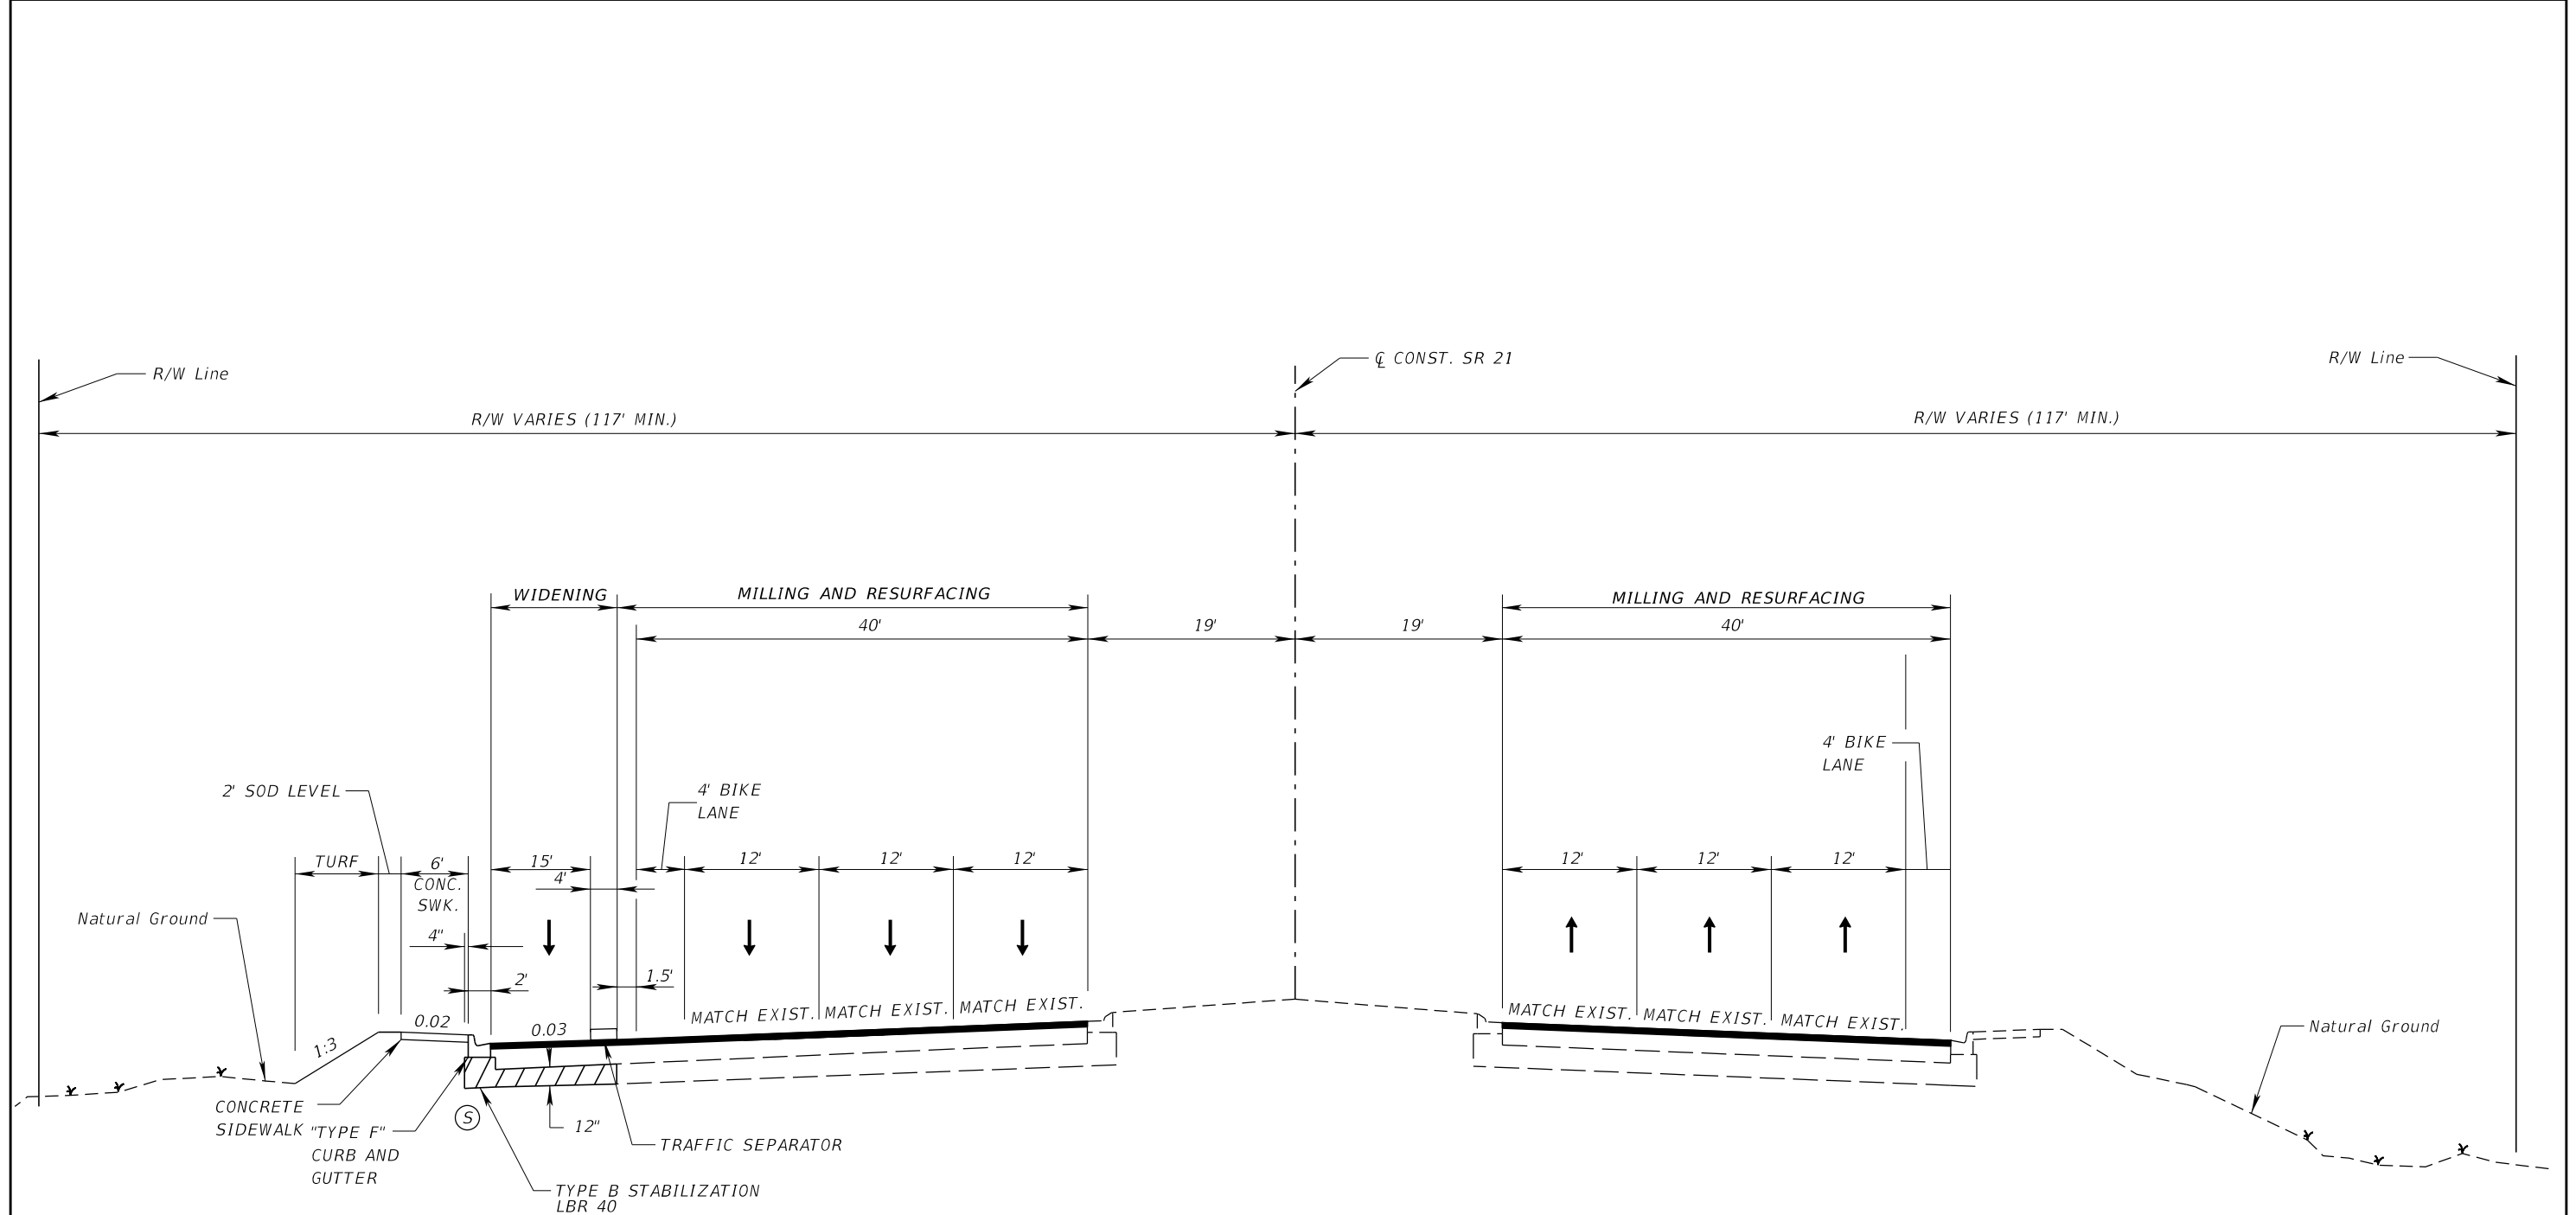 ℄ CONST. SR 21
R/W Line
R/W Line
R/W VARIES (117' MIN.)
R/W VARIES (117' MIN.)
WIDENING
MILLING AND RESURFACING
MILLING AND RESURFACING
40'
19'
19'
40'
4' BIKE
LANE
2' SOD LEVEL
4' BIKE
LANE
TURF
6'
CONC.
SWK.
15'
4'
12'
12'
12'
12'
12'
12'
Natural Ground
4"
2'
1.5'
MATCH EXIST.
MATCH EXIST.
MATCH EXIST.
MATCH EXIST.
MATCH EXIST.
MATCH EXIST.
0.02
0.03
1:3
Natural Ground
CONCRETE
SIDEWALK
"TYPE F"
CURB AND
GUTTER
S
12"
TRAFFIC SEPARATOR
TYPE B STABILIZATION
LBR 40